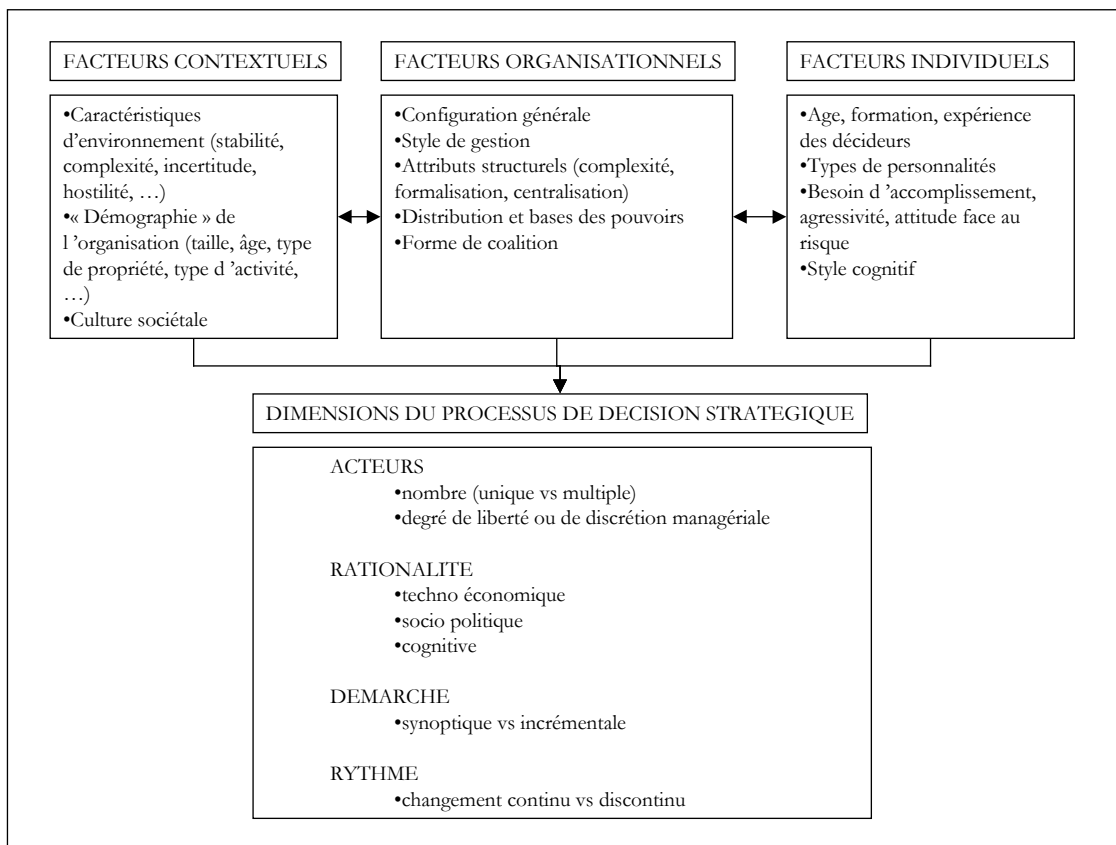 FACTEURS CONTEXTUELS
•Caractéristiques
d'environnement (stabilité,
complexité, incertitude,
hostilité, …)
•« Démographie » de
l 'organisation (taille, âge, type
de propriété, type d 'activité,
…)
•Culture sociétale
FACTEURS ORGANISATIONNELS
•Configuration générale
•Style de gestion
•Attributs structurels (complexité,
formalisation, centralisation)
•Distribution et bases des pouvoirs
•Forme de coalition
FACTEURS INDIVIDUELS
•Age, formation, expérience
des décideurs
•Types de personnalités
•Besoin d 'accomplissement,
agressivité, attitude face au
risque
•Style cognitif
DIMENSIONS DU PROCESSUS DE DECISION STRATEGIQUE
ACTEURS
•nombre (unique vs multiple)
•degré de liberté ou de discrétion managériale
RATIONALITE
•techno économique
•socio politique
•cognitive
DEMARCHE
•synoptique vs incrémentale
RYTHME
•changement continu vs discontinu